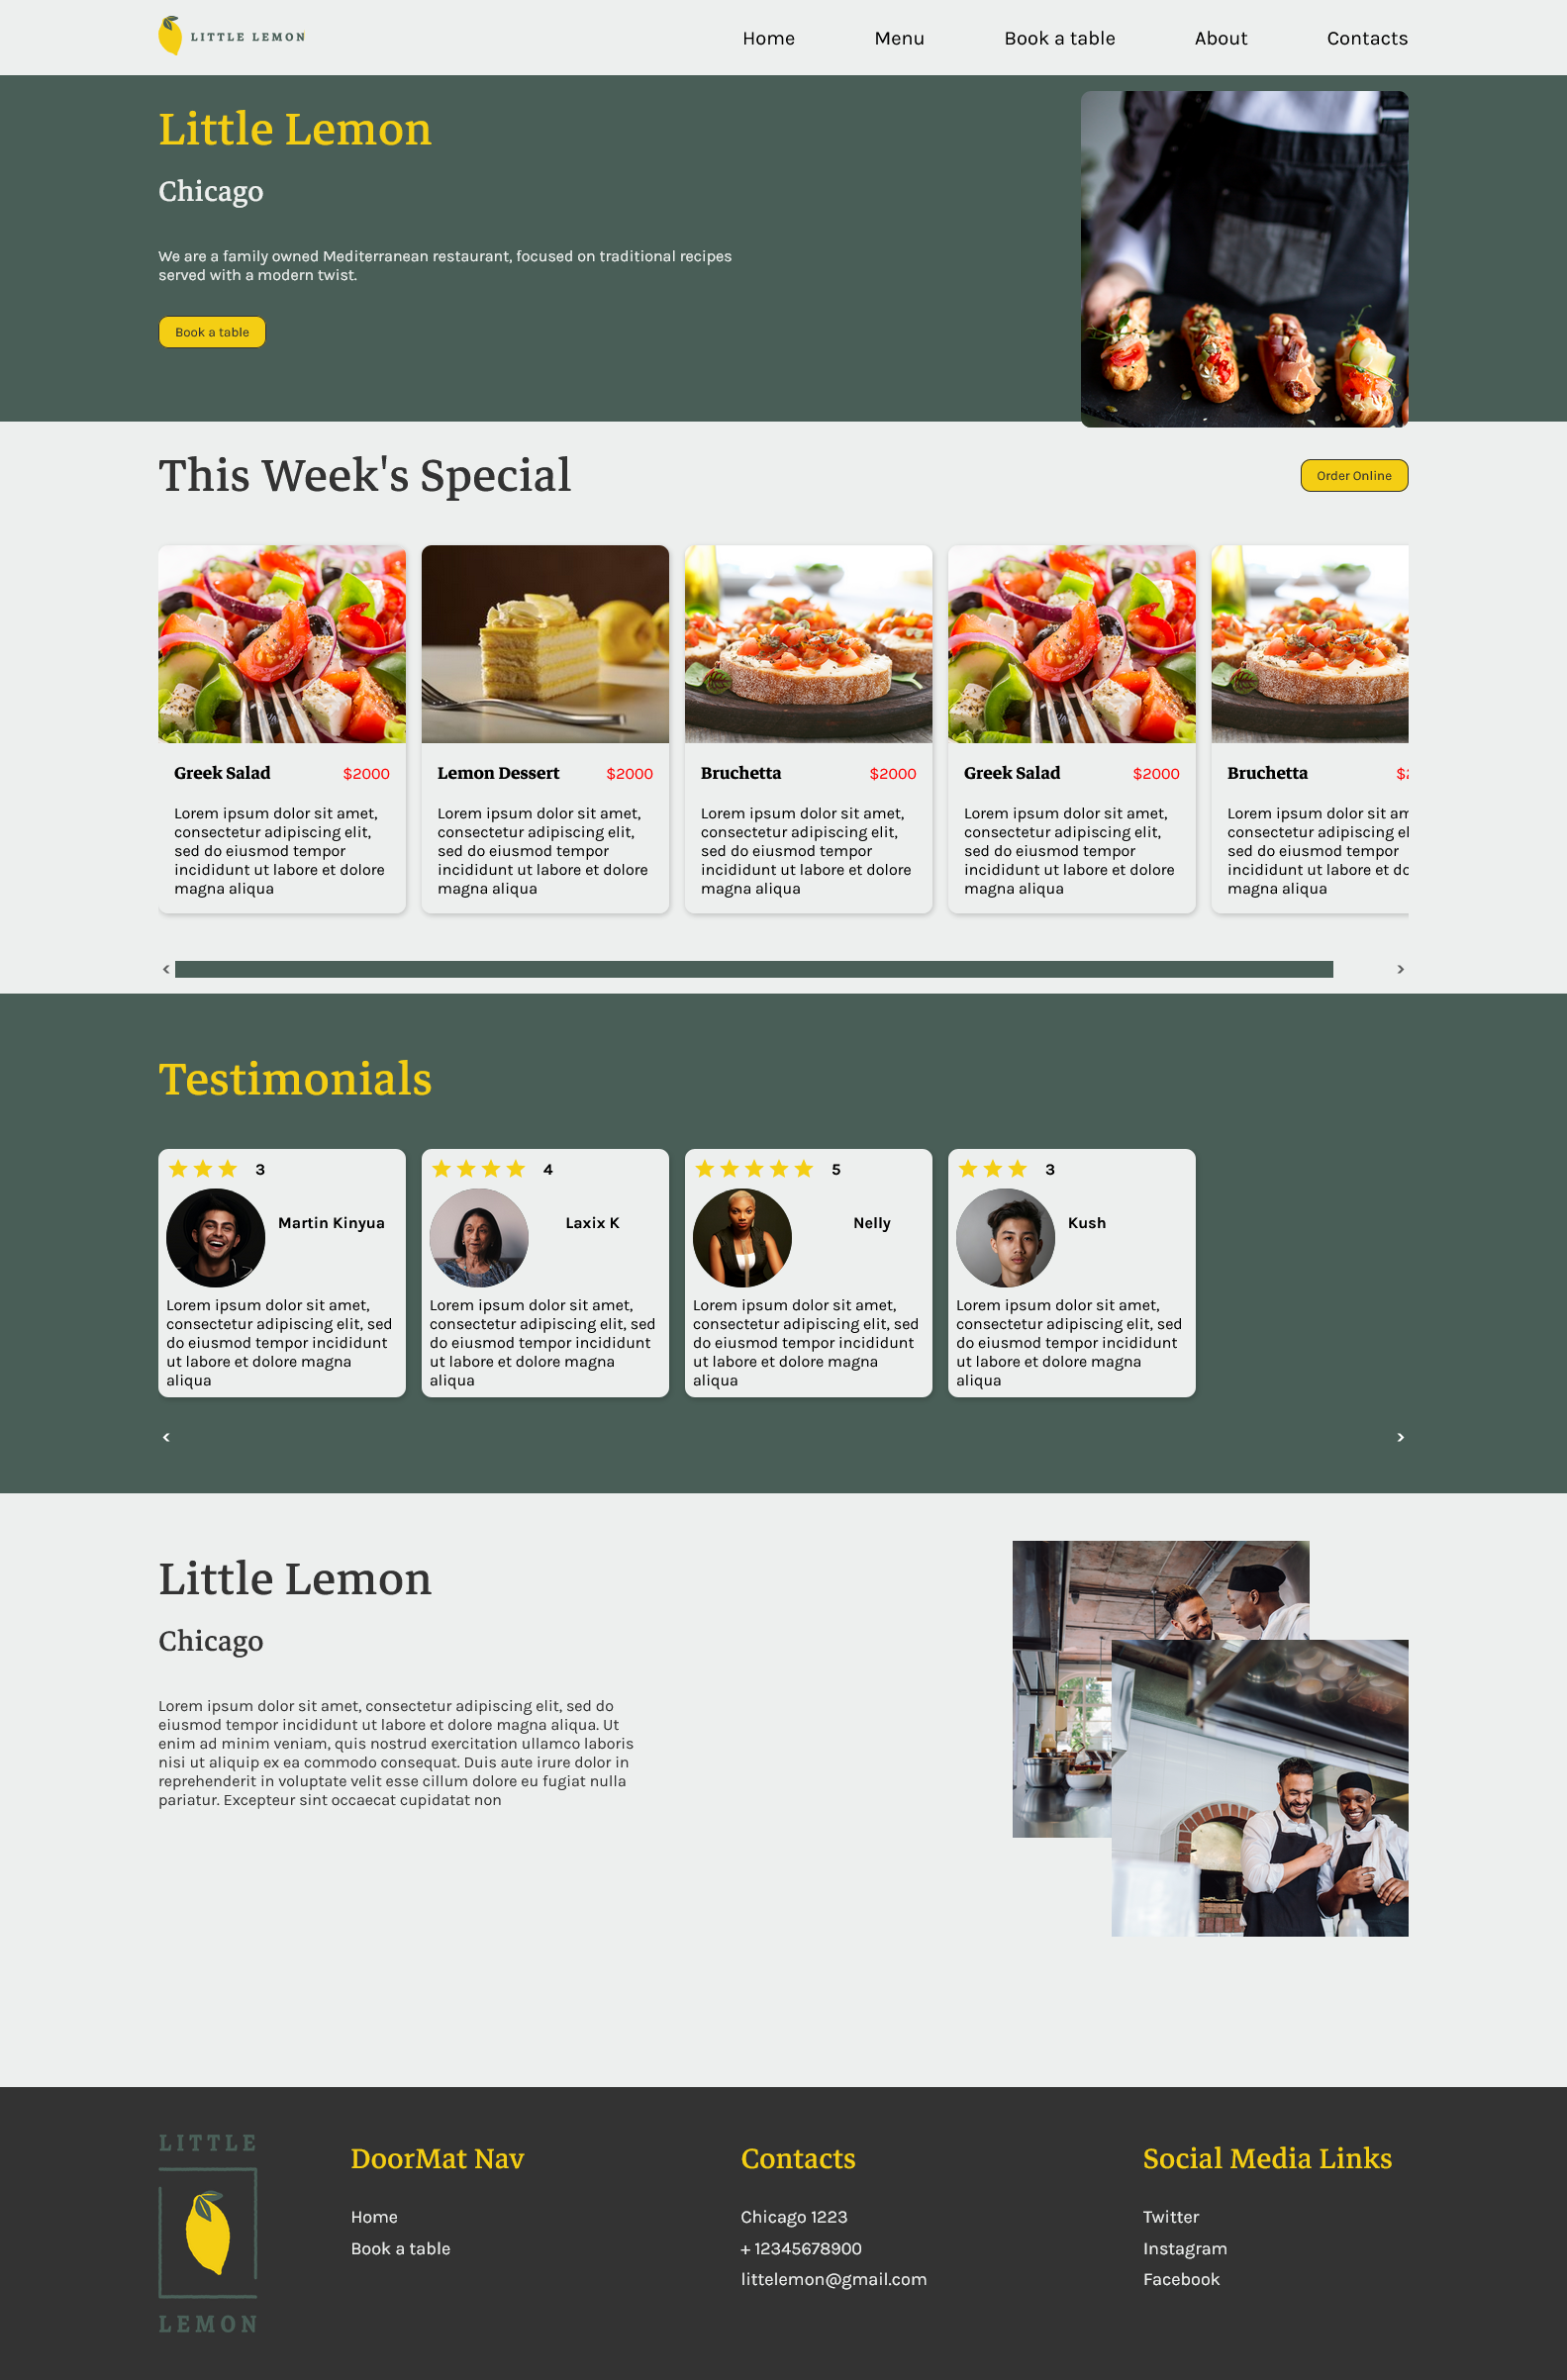 LITTLE LEMON
Home
Menu
Book a table
About
Contacts
Little Lemon
Chicago
We are a family owned Mediterranean restaurant, focused on traditional recipes
served with a modern twist.
Book a table
This Week's Special
Order Online
Greek Salad $2000
Lorem ipsum dolor sit amet,
consectetur adipiscing elit,
sed do eiusmod tempor
incididunt ut labore et dolore
magna aliqua
Lemon Dessert $2000
Lorem ipsum dolor sit amet,
consectetur adipiscing elit,
sed do eiusmod tempor
incididunt ut labore et dolore
magna aliqua
Bruchetta $2000
Lorem ipsum dolor sit amet,
consectetur adipiscing elit,
sed do eiusmod tempor
incididunt ut labore et dolore
magna aliqua
Greek Salad $2000
Lorem ipsum dolor sit amet,
consectetur adipiscing elit,
sed do eiusmod tempor
incididunt ut labore et dolore
magna aliqua
Bruchetta
Lorem ipsum dolor sit
consectetur adipiscing
sed do eiusmod tempor
incididunt ut labore et
magna aliqua
< >
Testimonials
3
Martin Kinyua
Lorem ipsum dolor sit amet,
consectetur adipiscing elit, sed
do eiusmod tempor incididunt
ut labore et dolore magna
aliqua
4
Laxix K
Lorem ipsum dolor sit amet,
consectetur adipiscing elit, sed
do eiusmod tempor incididunt
ut labore et dolore magna
aliqua
5
Nelly
Lorem ipsum dolor sit amet,
consectetur adipiscing elit, sed
do eiusmod tempor incididunt
ut labore et dolore magna
aliqua
3
Kush
Lorem ipsum dolor sit amet,
consectetur adipiscing elit, sed
do eiusmod tempor incididunt
ut labore et dolore magna
aliqua
< >
Little Lemon
Chicago
Lorem ipsum dolor sit amet, consectetur adipiscing elit, sed do
eiusmod tempor incididunt ut labore et dolore magna aliqua. Ut
enim ad minim veniam, quis nostrud exercitation ullamco laboris
nisi ut aliquip ex ea commodo consequat. Duis aute irure dolor in
reprehenderit in voluptate velit esse cillum dolore eu fugiat nulla
pariatur. Excepteur sint occaecat cupidatat non
LITTLE
LEMON
DoorMat Nav
Home
Book a table
Contacts
Chicago 1223
+ 12345678900
littelemon@gmail.com
Social Media Links
Twitter
Instagram
Facebook